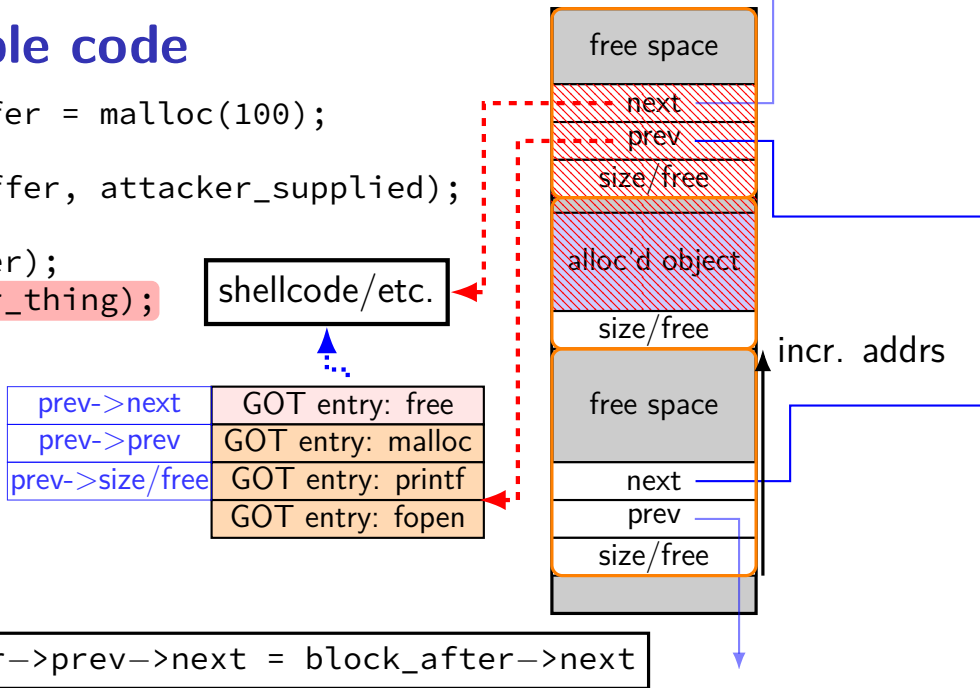 ple code
fer = malloc(100);
ffer, attacker_supplied);
er);
r_thing);
shellcode/etc.
prev->next GOT entry: free
prev->prev GOT entry: malloc
prev->size/free GOT entry: printf
GOT entry: fopen
free space
next
prev
size/free
alloc'd object
size/free
incr. addrs
free space
next
prev
size/free
r->prev->next = block_after->next